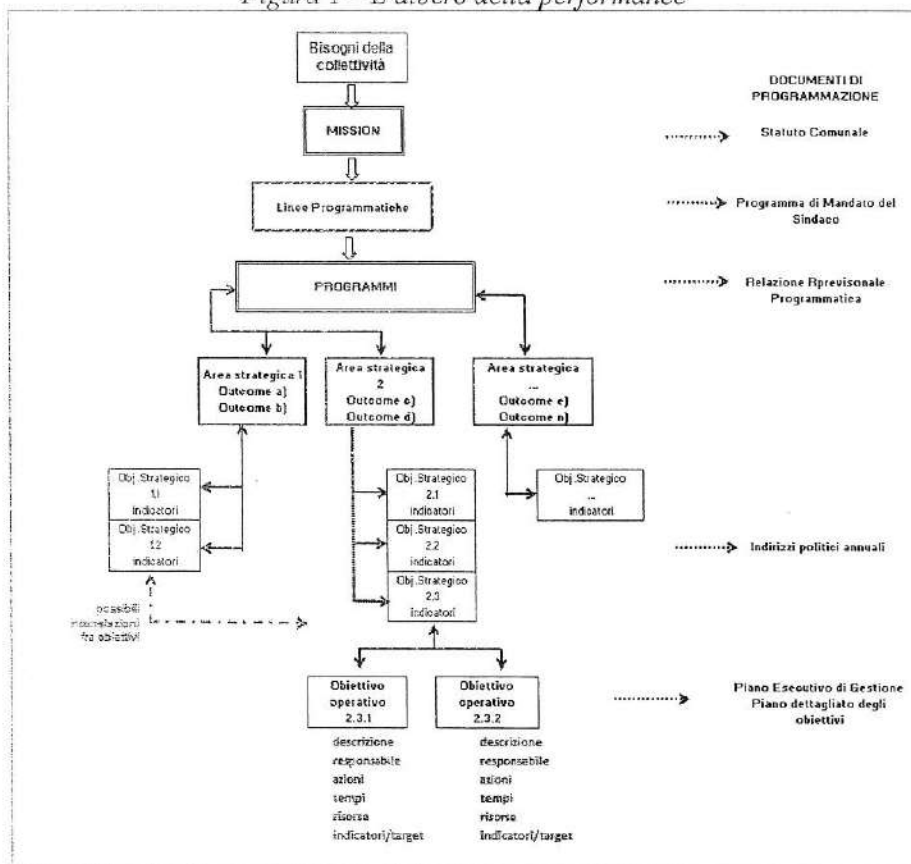 Figura 1 – L'albero della performance
Bisogni della
collettività
DOCUMENTI DI
PROGRAMMAZIONE
MISSION
Statuto Comunale
Linee Programmatiche
Programma di Mandato del
Sindaco
PROGRAMMI
Relazione Rprevisonale
Programmatica
Area strategica 1
Outcome a)
Outcome b)
Area strategica
2
Outcome c)
Outcome d)
Area strategica
...
Outcome e)
Outcome n)
Obj.Strategico
1.1
indicatori
Obj.Strategico
1.2
indicatori
Obj.Strategico
2.1
indicatori
Obj.Strategico
2.2
indicatori
Obj.Strategico
2.3
indicatori
Obj.Strategico
...
indicatori
Indirizzi politici annuali
possibili
interrelazioni
fra obiettivi
Obiettivo
operativo
2.3.1
descrizione
responsabile
azioni
tempi
risorse
indicatori/target
Obiettivo
operativo
2.3.2
descrizione
responsabile
azioni
tempi
risorse
indicatori/target
Piano Esecutivo di Gestione
Piano dettagliato degli
obiettivi